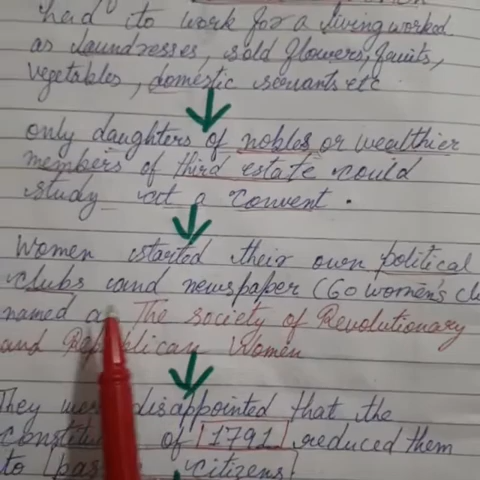 had to work for a living worked
as laundresses, sold flowers, fruits,
vegetables, domestic servants etc
only daughters of nobles or wealthier
members of third estate could
study at a convent.
Women started their own political
clubs and newspaper (60 women's cl
named as The society of Revolutionary
and Republican Women
They were disappointed that the
of 1791 reduced them
to citizens